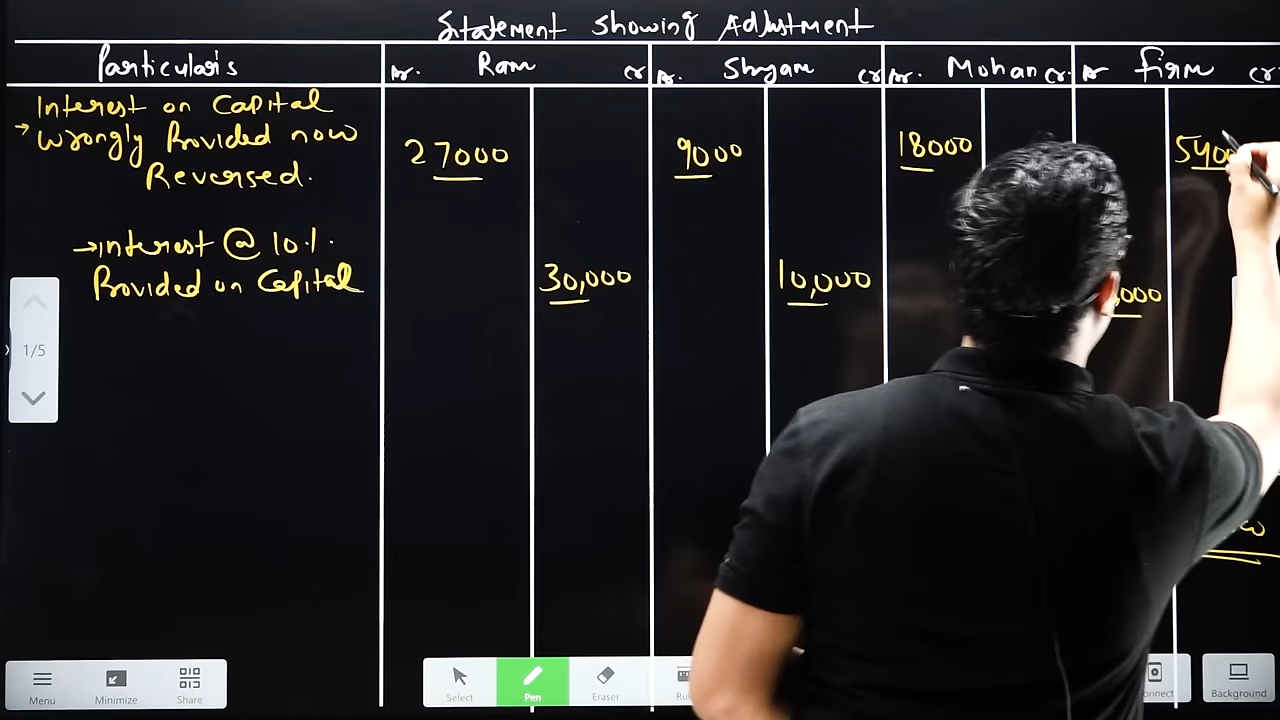 Statement Showing Adjustment
Particulars Dr. Ram Cr Dr. Shyam Cr Dr. Mohan Cr. Dr Firm Cr
Interest on Capital
→ Wrongly Provided now 27000 9000 18000
Reversed.
→ Interest @ 10%.
Provided on Capital 30,000 10,000
1/5
Menu Minimize Share Select Pen Eraser Background